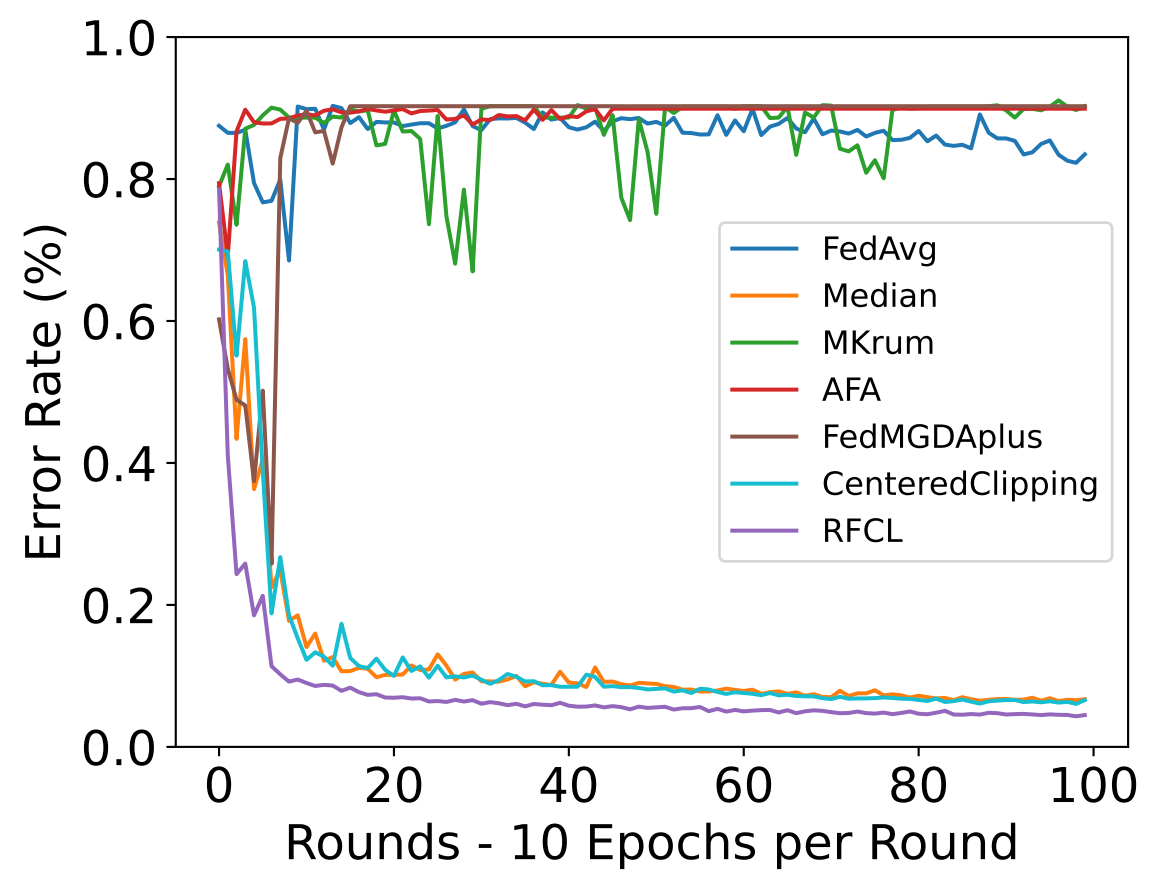 1.0
0.8
0.6
0.4
0.2
0.0
Error Rate (%)
FedAvg
Median
MKrum
AFA
FedMGDAplus
CenteredClipping
RFCL
0 20 40 60 80 100
Rounds - 10 Epochs per Round